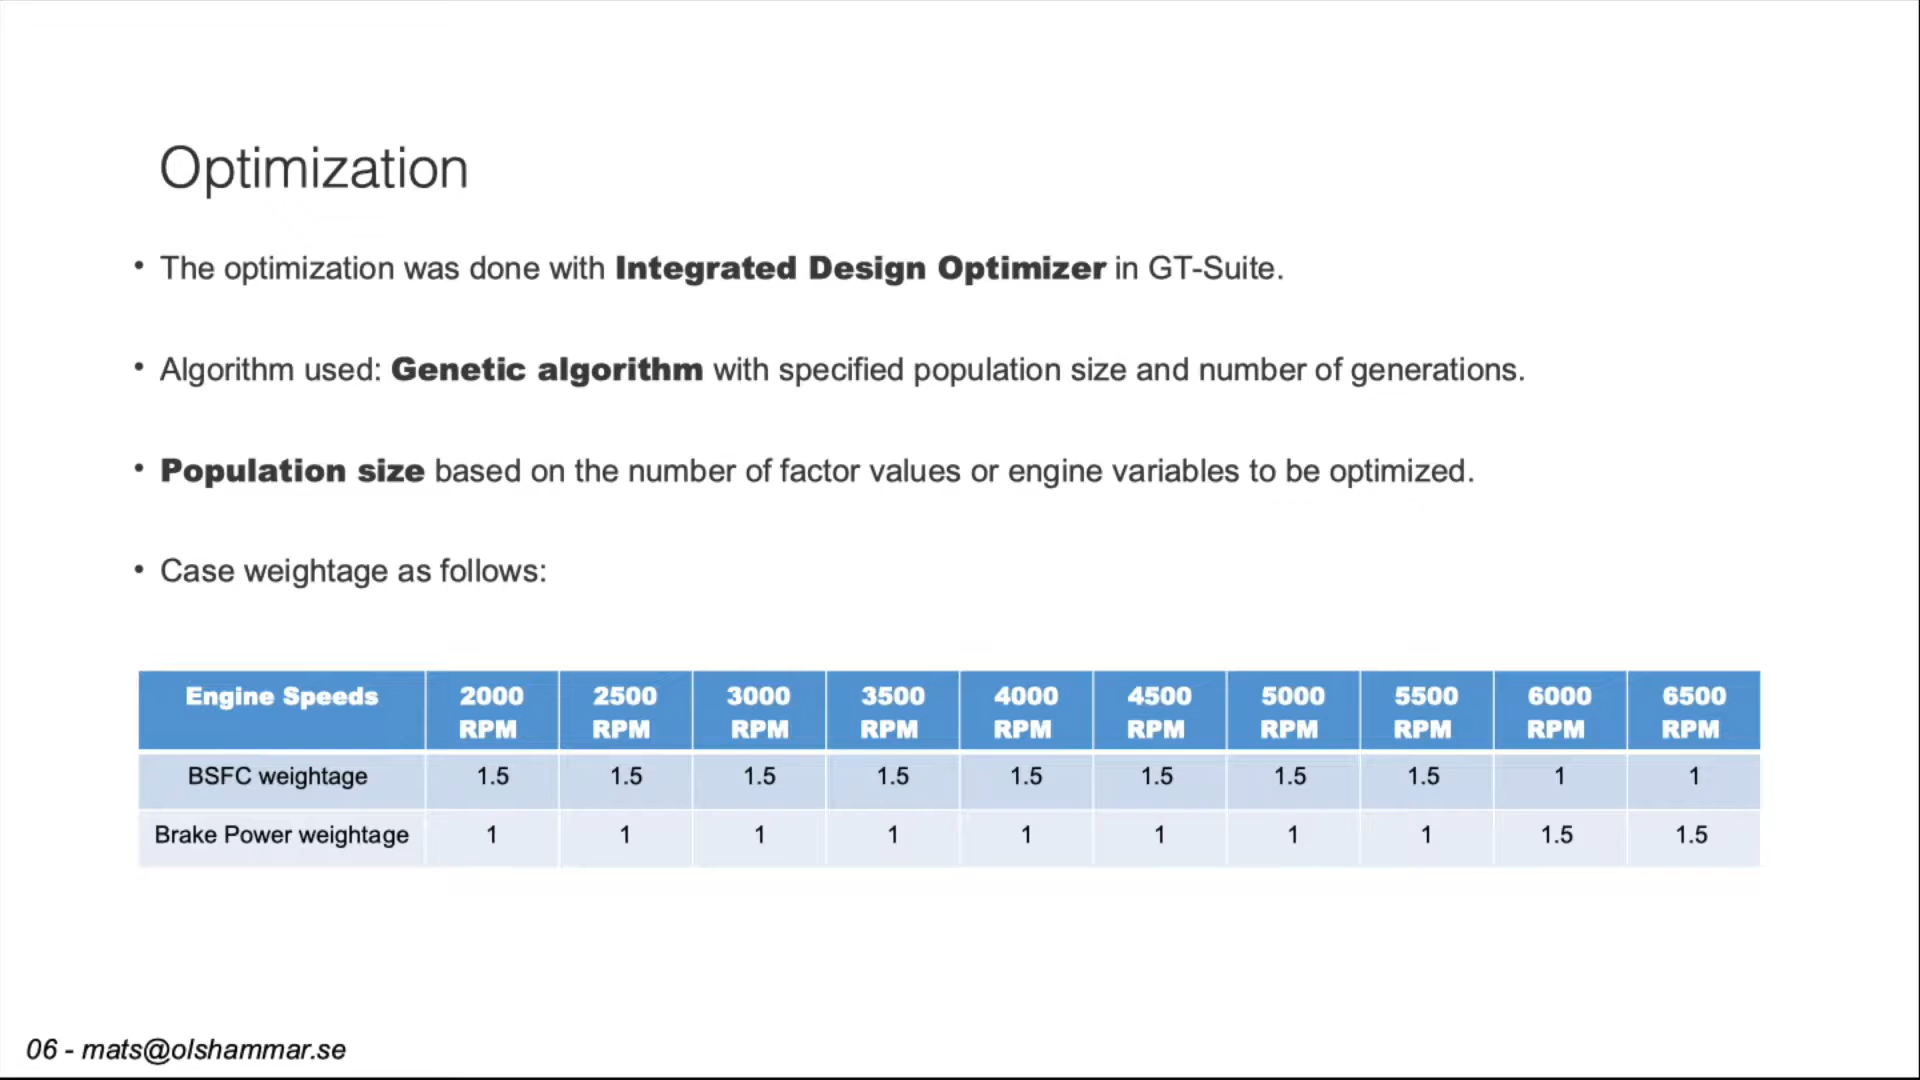 Optimization
• The optimization was done with Integrated Design Optimizer in GT-Suite.
• Algorithm used: Genetic algorithm with specified population size and number of generations.
• Population size based on the number of factor values or engine variables to be optimized.
• Case weightage as follows:
Engine Speeds 2000 RPM 2500 RPM 3000 RPM 3500 RPM 4000 RPM 4500 RPM 5000 RPM 5500 RPM 6000 RPM 6500 RPM
BSFC weightage 1.5 1.5 1.5 1.5 1.5 1.5 1.5 1.5 1 1
Brake Power weightage 1 1 1 1 1 1 1 1 1.5 1.5
06 - mats@olshammar.se